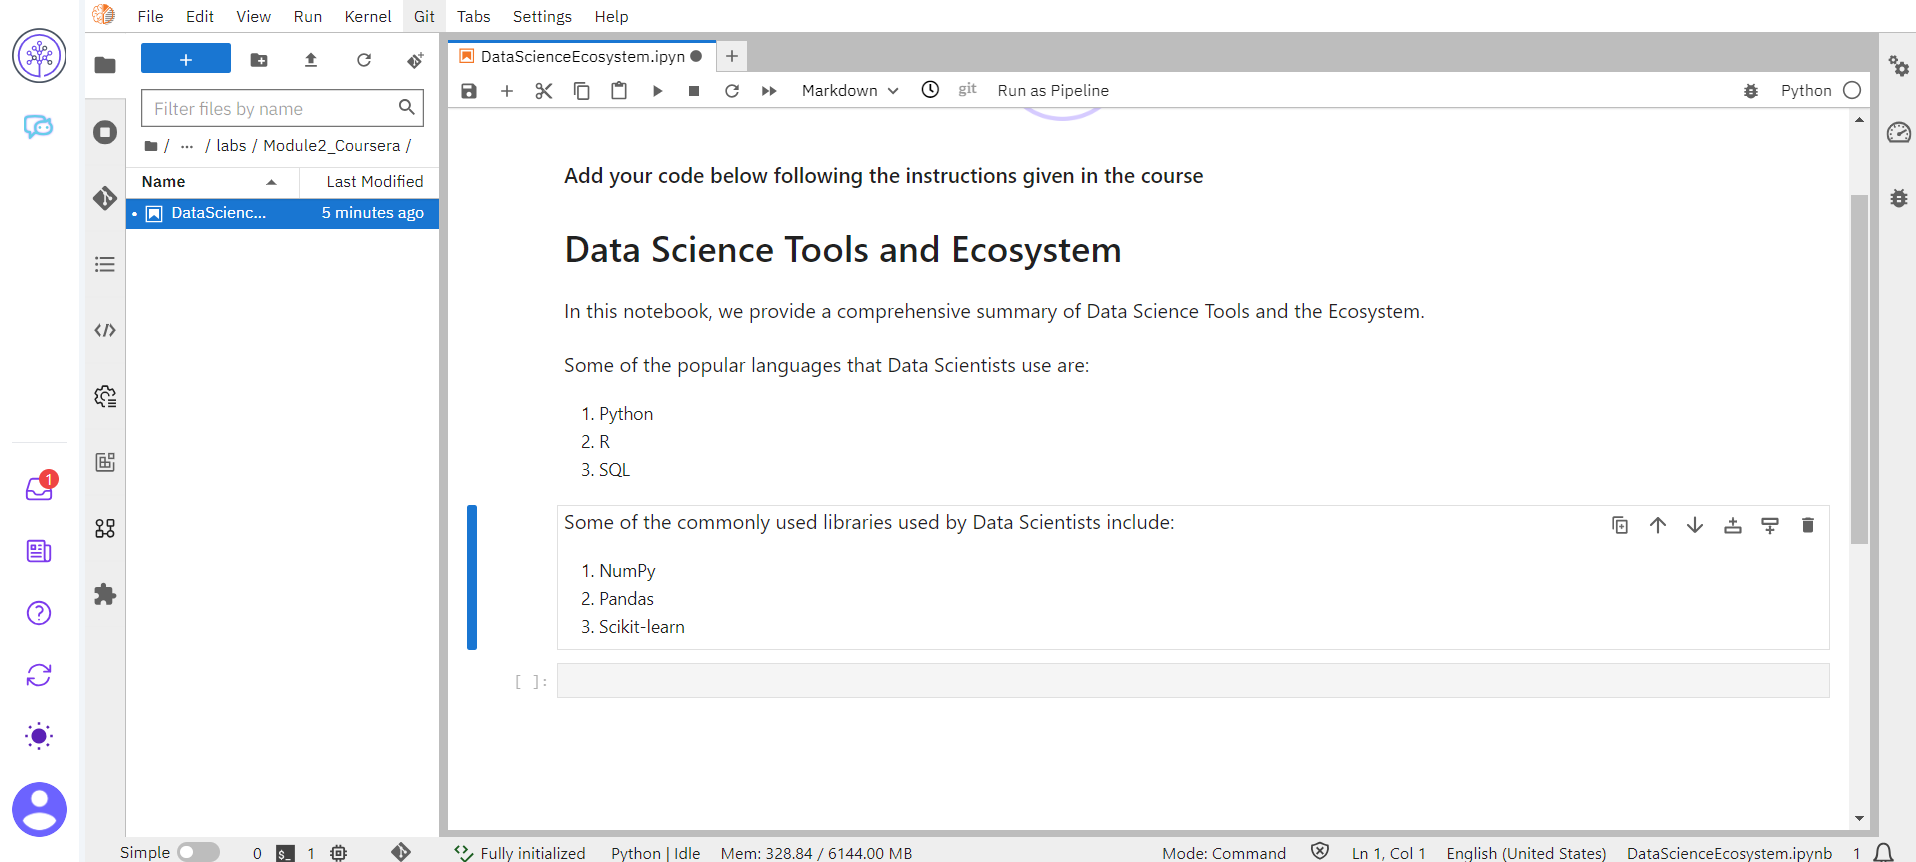 File Edit View Run Kernel Git Tabs Settings Help
+
Filter files by name
/ ··· / labs / Module2_Coursera /
Name Last Modified
DataScienc... 5 minutes ago
DataScienceEcosystem.ipyn
Markdown git Run as Pipeline Python
Add your code below following the instructions given in the course
Data Science Tools and Ecosystem
In this notebook, we provide a comprehensive summary of Data Science Tools and the Ecosystem.
Some of the popular languages that Data Scientists use are:
1. Python
2. R
3. SQL
Some of the commonly used libraries used by Data Scientists include:
1. NumPy
2. Pandas
3. Scikit-learn
[ ]:
1
Simple 0 $_ 1 Fully initialized Python | Idle Mem: 328.84 / 6144.00 MB Mode: Command Ln 1, Col 1 English (United States) DataScienceEcosystem.ipynb 1